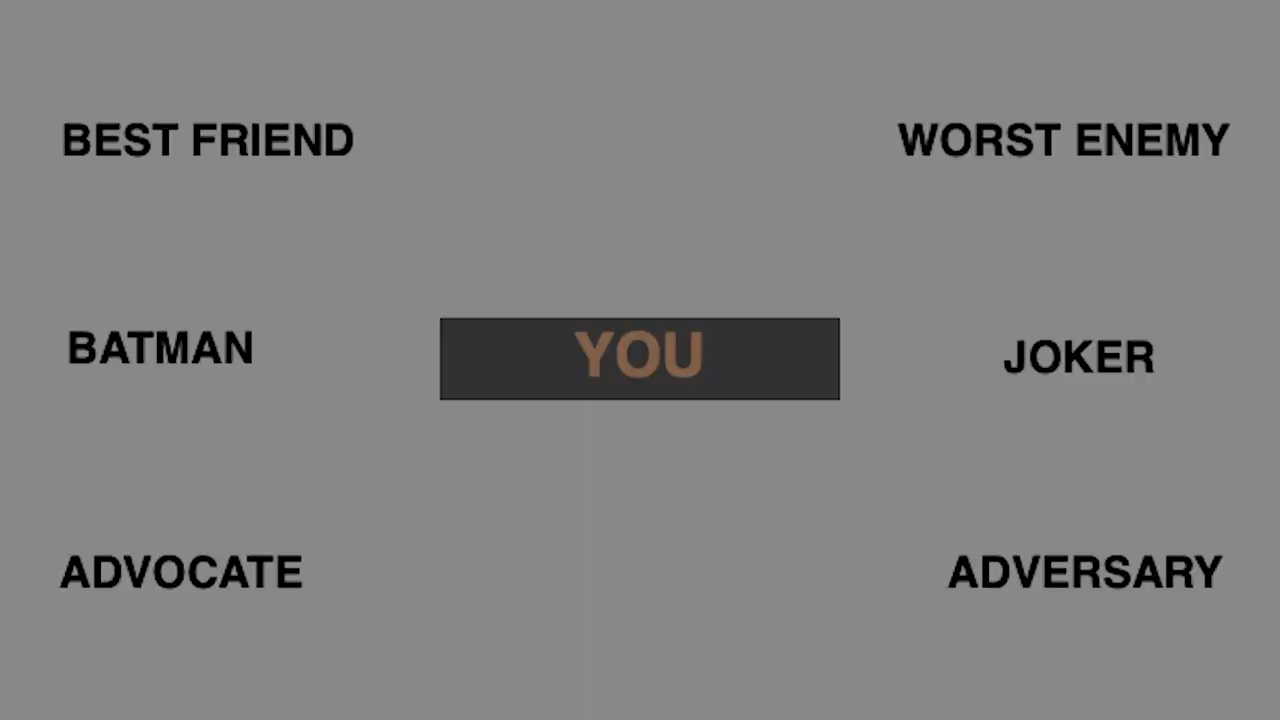 BEST FRIEND
WORST ENEMY
BATMAN
YOU
JOKER
ADVOCATE
ADVERSARY